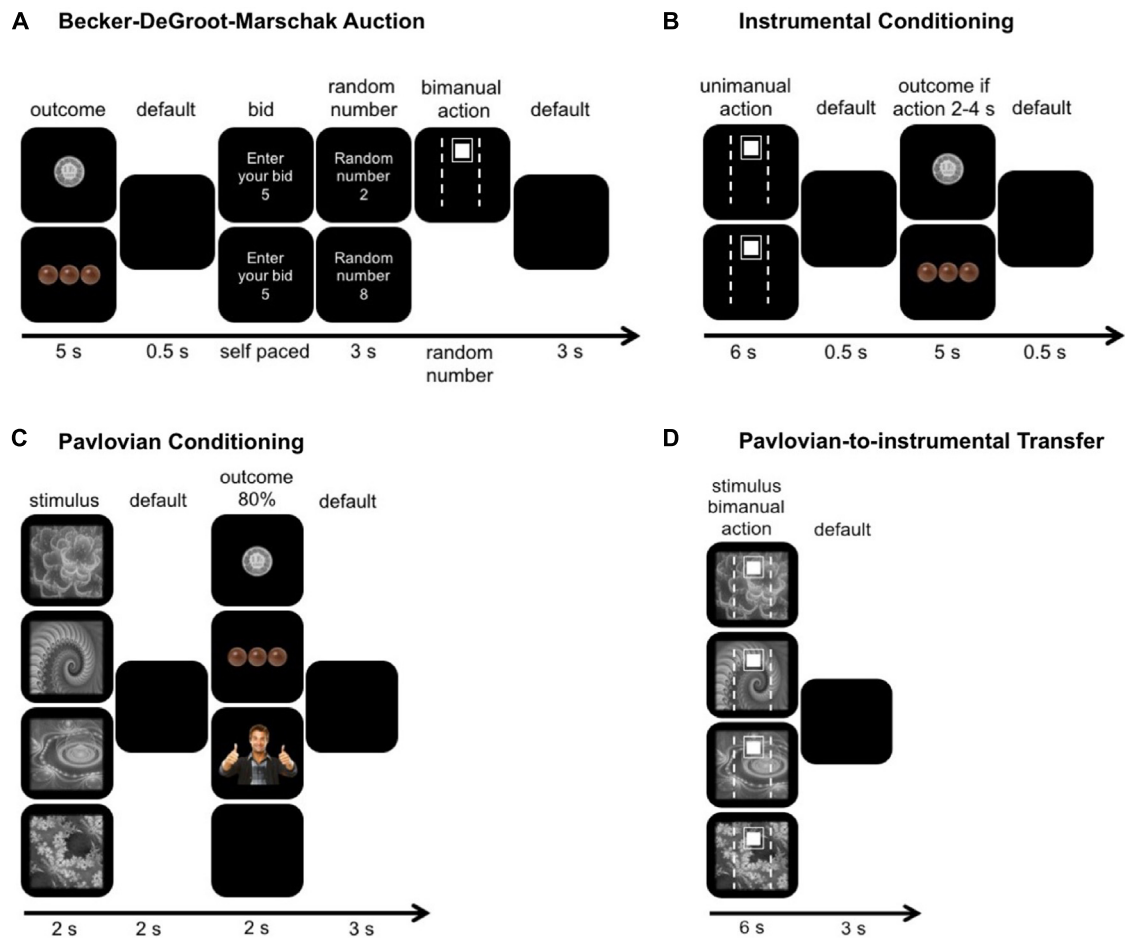 A Becker-DeGroot-Marschak Auction
outcome
default
bid
random
number
bimanual
action
default
Enter
your bid
5
Random
number
2
Enter
your bid
5
Random
number
8
5 s
0.5 s
self paced
3 s
random
number
3 s
B Instrumental Conditioning
unimanual
action
default
outcome if
action 2-4 s
default
6 s
0.5 s
5 s
0.5 s
C Pavlovian Conditioning
stimulus
default
outcome
80%
default
2 s
2 s
2 s
3 s
D Pavlovian-to-instrumental Transfer
stimulus
bimanual
action
default
6 s
3 s